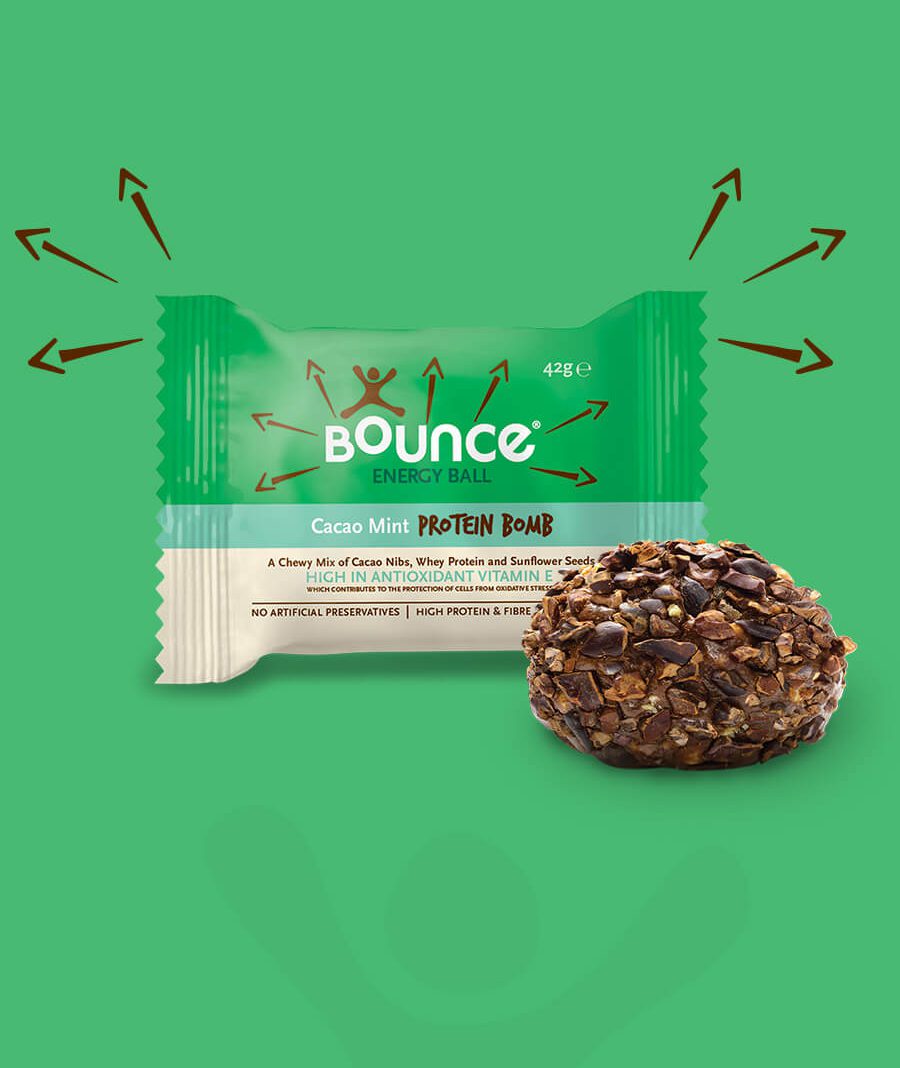 42g ℮
BOUNCE®
ENERGY BALL
Cacao Mint PROTEIN BOMB
A Chewy Mix of Cacao Nibs, Whey Protein and Sunflower Seeds
HIGH IN ANTIOXIDANT VITAMIN E
WHICH CONTRIBUTES TO THE PROTECTION OF CELLS FROM OXIDATIVE
NO ARTIFICIAL PRESERVATIVES | HIGH PROTEIN & FIBRE